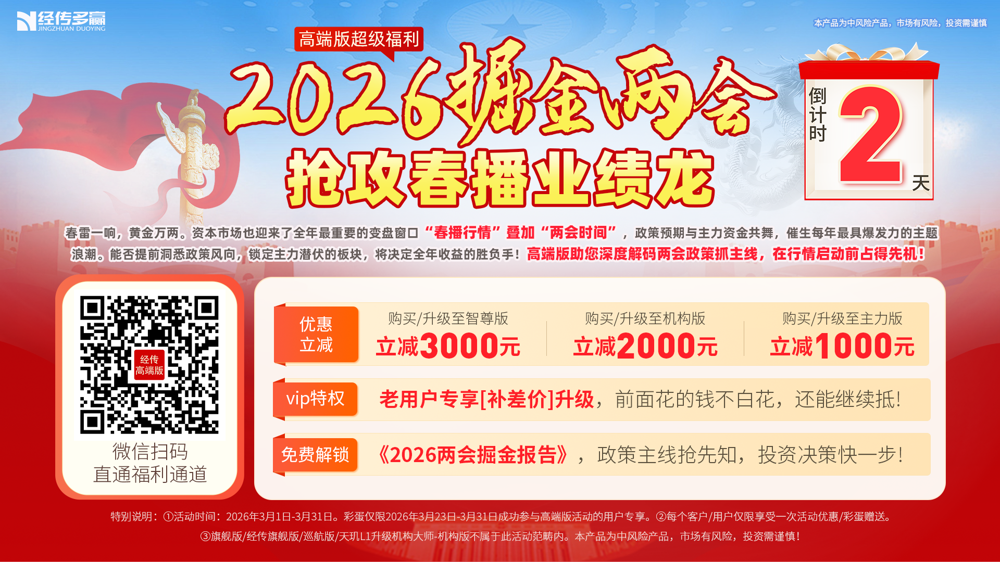 经传多赢
JINGZHUAN DUOYING
本产品为中风险产品，市场有风险，投资需谨慎
高端版超级福利
2026掘金两会
抢攻春播业绩龙
倒计时
2
天
春雷一响，黄金万两。资本市场也迎来了全年最重要的变盘窗口“春播行情”叠加“两会时间”，政策预期与主力资金共舞，催生每年最具爆发力的主题
浪潮。能否提前洞悉政策风向，锁定主力潜伏的板块，将决定全年收益的胜负手！高端版助您深度解码两会政策抓主线，在行情启动前占得先机！
经传
高端版
微信扫码
直通福利通道
优惠
立减
购买/升级至智尊版
立减3000元
购买/升级至机构版
立减2000元
购买/升级至主力版
立减1000元
vip特权
老用户专享[补差价]升级，前面花的钱不白花，还能继续抵！
免费解锁
《2026两会掘金报告》，政策主线抢先知，投资决策快一步！
特别说明：①活动时间：2026年3月1日-3月31日。彩蛋仅限2026年3月23日-3月31日成功参与高端版活动的用户专享。②每个客户/用户仅限享受一次活动优惠/彩蛋赠送。
③旗舰版/经传旗舰版/巡航版/天玑L1升级机构大师-机构版不属于此活动范畴内。本产品为中风险产品，市场有风险，投资需谨慎！